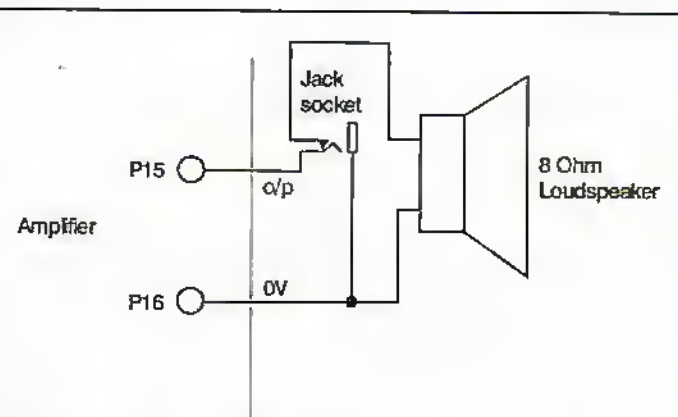 Jack
socket
P15
o/p
8 Ohm
Loudspeaker
Amplifier
P16
0V